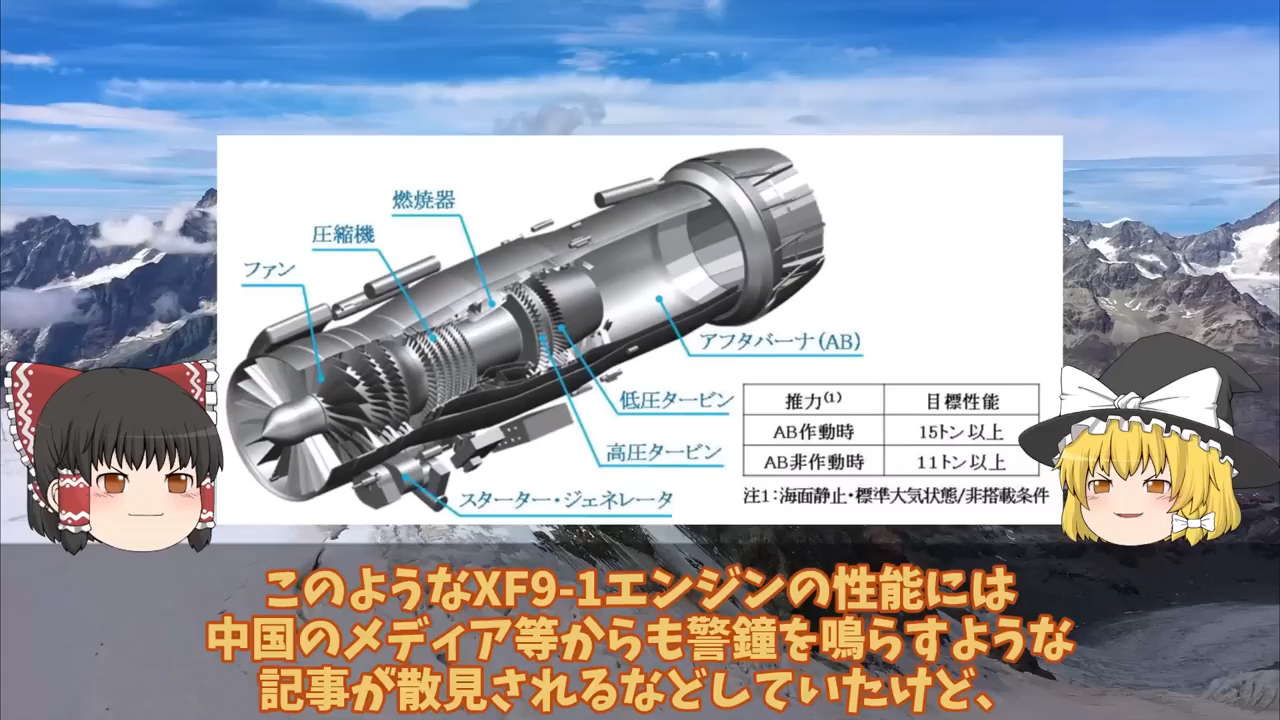 燃焼器
圧縮機
ファン
アフタバーナ(AB)
低圧タービン
高圧タービン
スターター・ジェネレータ
推力(1) 目標性能
AB作動時 15トン以上
AB非作動時 11トン以上
注1:海面静止・標準大気状態/非搭載条件
このようなXF9-1エンジンの性能には
中国のメディア等からも警鐘を鳴らすような
記事が散見されるなどしていたけど、